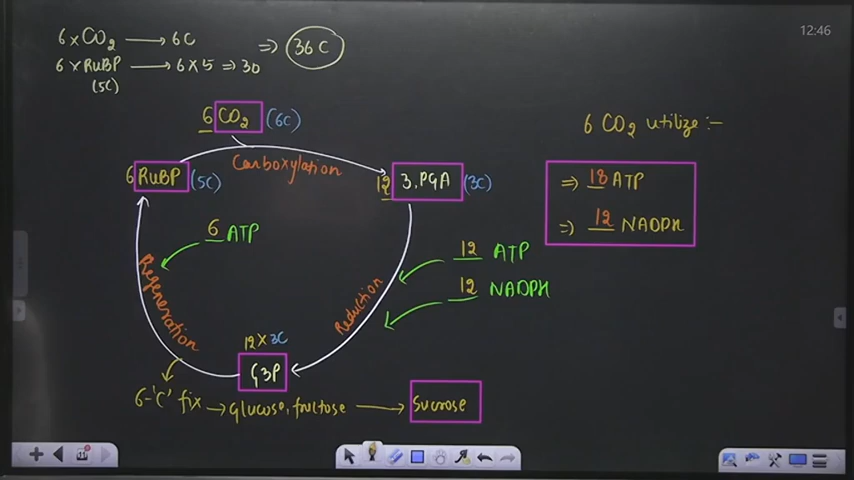 12:46
6 x CO2 → 6C
⇒ 36C
6 x RuBP → 6 x 5 ⇒ 30
(5C)
6 CO2 (6C)
6 CO2 utilize :-
Carboxylation
6 RuBP (5C)
12 3.PGA (3C)
⇒ 18 ATP
⇒ 12 NADPH
6 ATP
12 ATP
12 NADPH
Regeneration
Reduction
12 x 3C
G3P
6-'C' fix → glucose, fructose → Sucrose